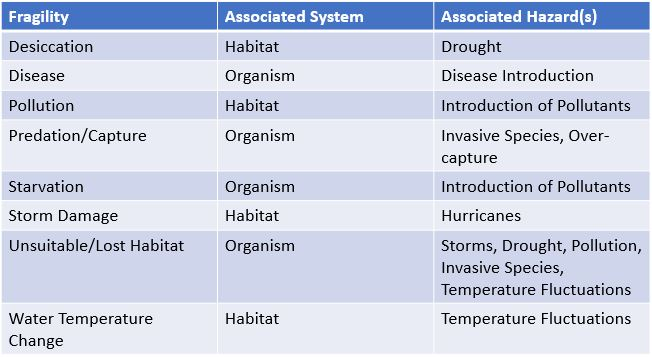 Fragility Associated System Associated Hazard(s)
Desiccation Habitat Drought
Disease Organism Disease Introduction
Pollution Habitat Introduction of Pollutants
Predation/Capture Organism Invasive Species, Over-
capture
Starvation Organism Introduction of Pollutants
Storm Damage Habitat Hurricanes
Unsuitable/Lost Habitat Organism Storms, Drought, Pollution,
Invasive Species,
Temperature Fluctuations
Water Temperature Habitat Temperature Fluctuations
Change